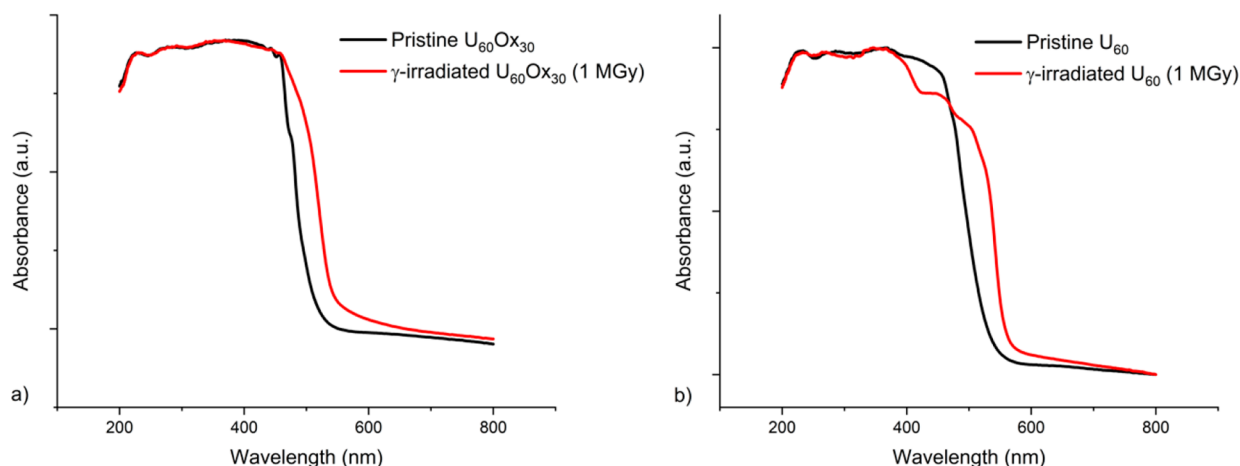 Pristine U₆₀Ox₃₀
γ-irradiated U₆₀Ox₃₀ (1 MGy)
Absorbance (a.u.)
a)
200 400 600 800
Wavelength (nm)
Pristine U₆₀
γ-irradiated U₆₀ (1 MGy)
Absorbance (a.u.)
b)
200 400 600 800
Wavelength (nm)